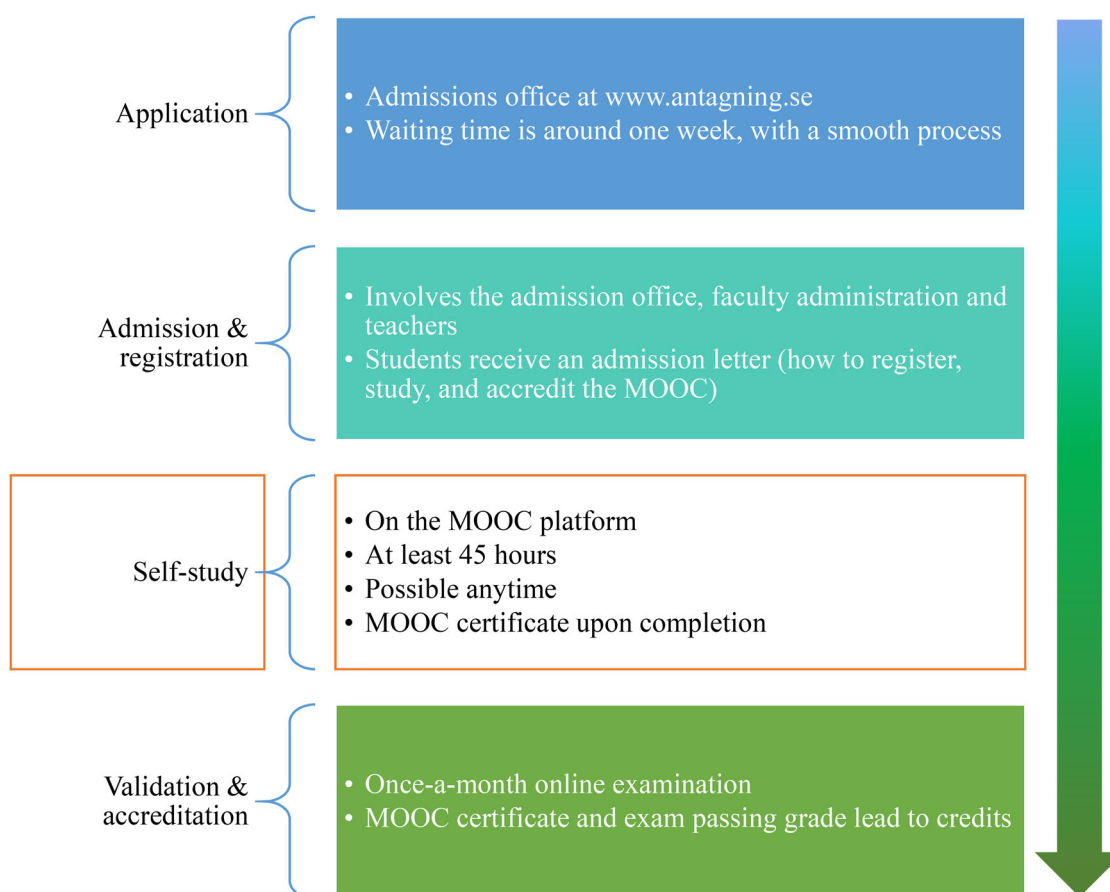 Application
• Admissions office at www.antagning.se
• Waiting time is around one week, with a smooth process
Admission &
registration
• Involves the admission office, faculty administration and
teachers
• Students receive an admission letter (how to register,
study, and accredit the MOOC)
Self-study
• On the MOOC platform
• At least 45 hours
• Possible anytime
• MOOC certificate upon completion
Validation &
accreditation
• Once-a-month online examination
• MOOC certificate and exam passing grade lead to credits